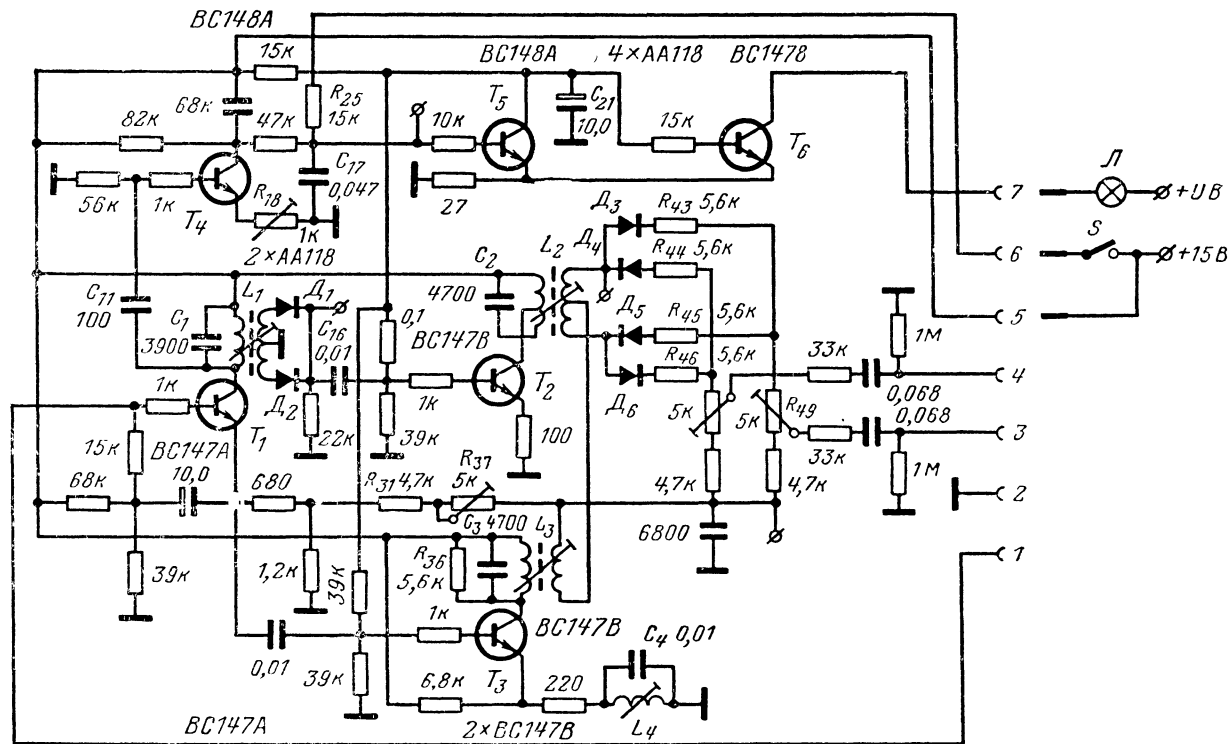 BC148A
15к
BC148A , 4×AA118 BC1478
68к
R25
15к
T5
C21
10,0
82к
47к
10к
15к
T6
C17
0,047
Л
7
+UВ
56к
1к
T4
R18
1к
27
2×AA118
Д3
R43 5,6к
S
6
+15В
C2
L2
Д4
R44 5,6к
C11
100
L1
Д1
4700
5
C1
3900
C16
0,01
0,1
BC147B
Д5
R45 5,6к
1М
R46 5,6к
33к
4
1к
Д2
1к
T2
Д6
0,068
0,068
5к
5к
R49
3
T1
15к
BC147A
22к
39к
100
33к
1М
10,0
68к
680
R31 4,7к
R37
5к
4,7к
4,7к
2
C3 4700
L3
6800
1
R36
5,6к
39к
1,2к
39к
1к
BC147B
C4 0,01
0,01
39к
T3
6,8к
220
L4
BC147A
2×BC147B